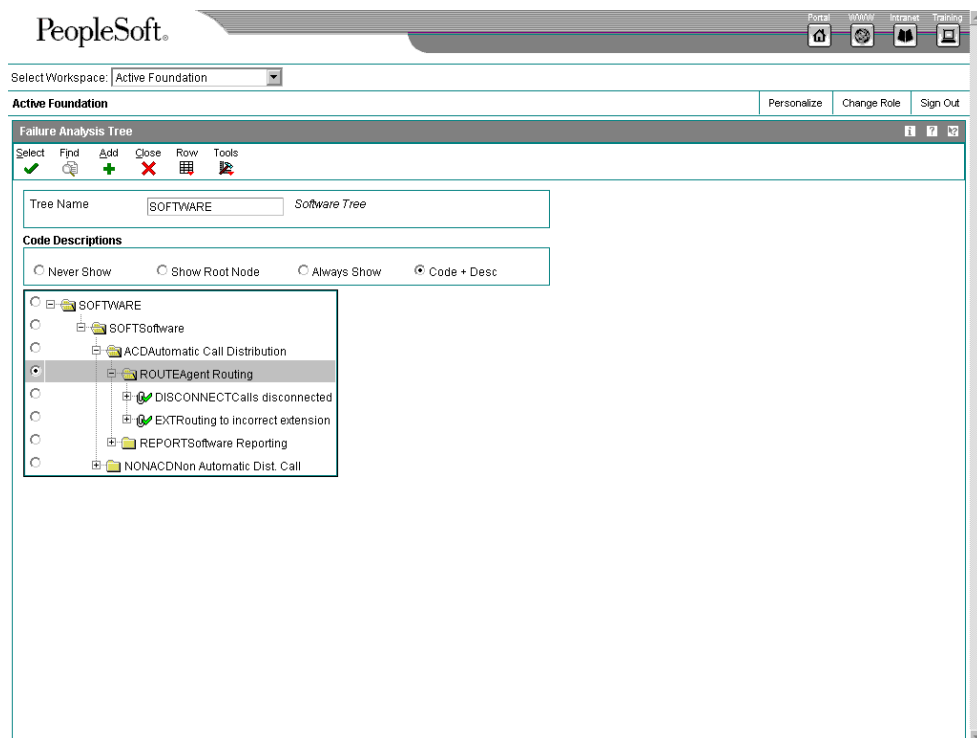 PeopleSoft®
Portal WWW Intranet Training
Select Workspace: Active Foundation
Active Foundation Personalize Change Role Sign Out
Failure Analysis Tree
Select Find Add Close Row Tools
Tree Name SOFTWARE Software Tree
Code Descriptions
Never Show Show Root Node Always Show Code + Desc
SOFTWARE
SOFTSoftware
ACDAutomatic Call Distribution
ROUTEAgent Routing
DISCONNECTCalls disconnected
EXTRouting to incorrect extension
REPORTSoftware Reporting
NONACDNon Automatic Dist. Call